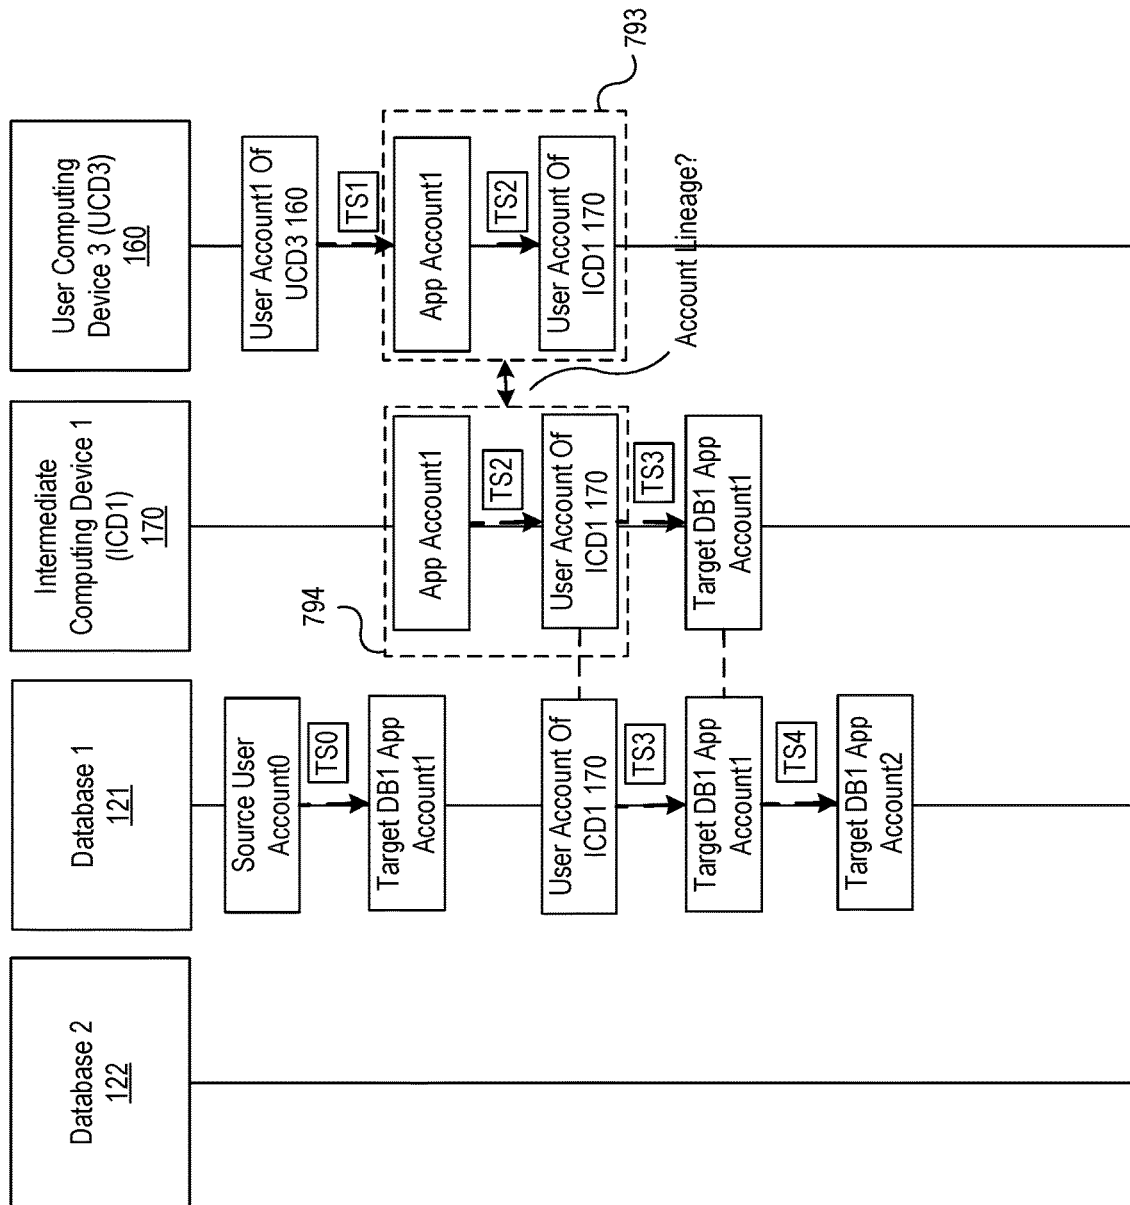 Database 2
122
Database 1
121
Intermediate
Computing Device 1
(ICD1)
170
User Computing
Device 3 (UCD3)
160
Source User
Account0
TS0
Target DB1 App
Account1
User Account Of
ICD1 170
TS3
Target DB1 App
Account1
TS4
Target DB1 App
Account2
794
App Account1
TS2
User Account Of
ICD1 170
TS3
Target DB1 App
Account1
User Account1 Of
UCD3 160
TS1
App Account1
TS2
User Account Of
ICD1 170
793
Account Lineage?